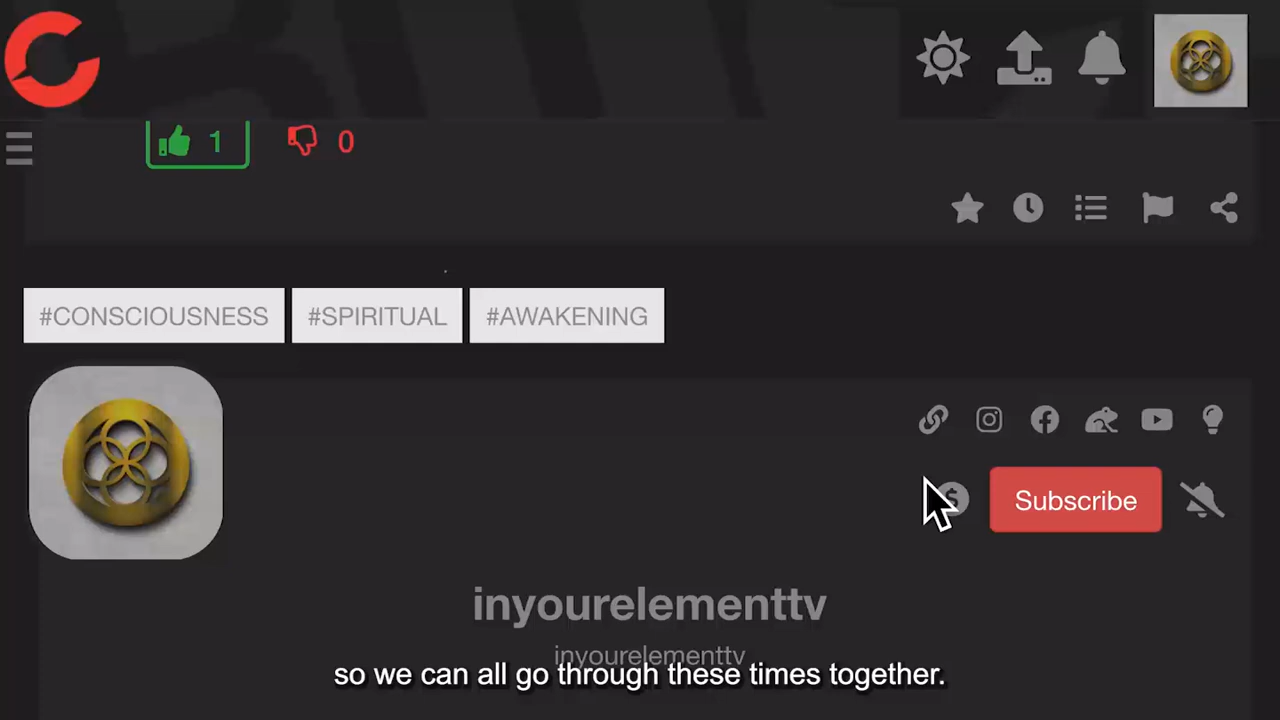 1 0
#CONSCIOUSNESS #SPIRITUAL #AWAKENING
$ Subscribe
inyourelementtv
inyourelementtv
so we can all go through these times together.